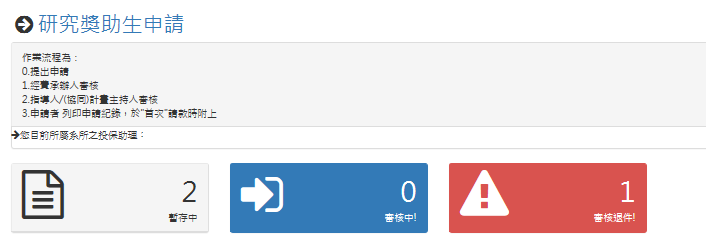 研究獎助生申請
作業流程為：
0.提出申請
1.經費承辦人審核
2.指導人/(協同)計畫主持人審核
3.申請者 列印申請紀錄，於"首次"請款時附上
您目前所屬系所之投保助理：
2
暫存中
0
審核中!
1
審核退件!